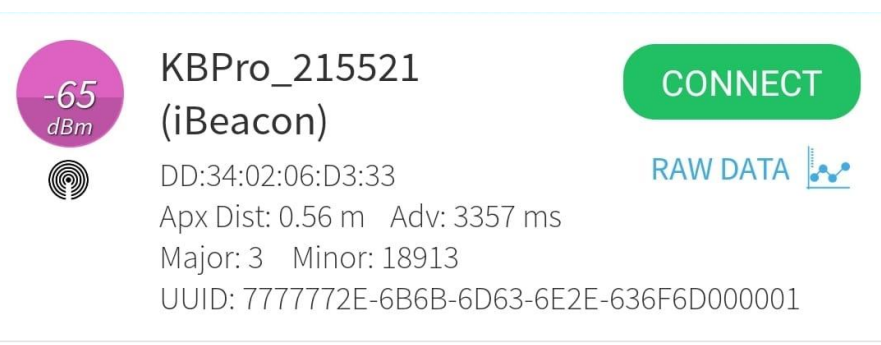 -65
dBm
KBPro_215521
(iBeacon)
CONNECT
RAW DATA
DD:34:02:06:D3:33
Apx Dist: 0.56 m Adv: 3357 ms
Major: 3 Minor: 18913
UUID: 7777772E-6B6B-6D63-6E2E-636F6D000001